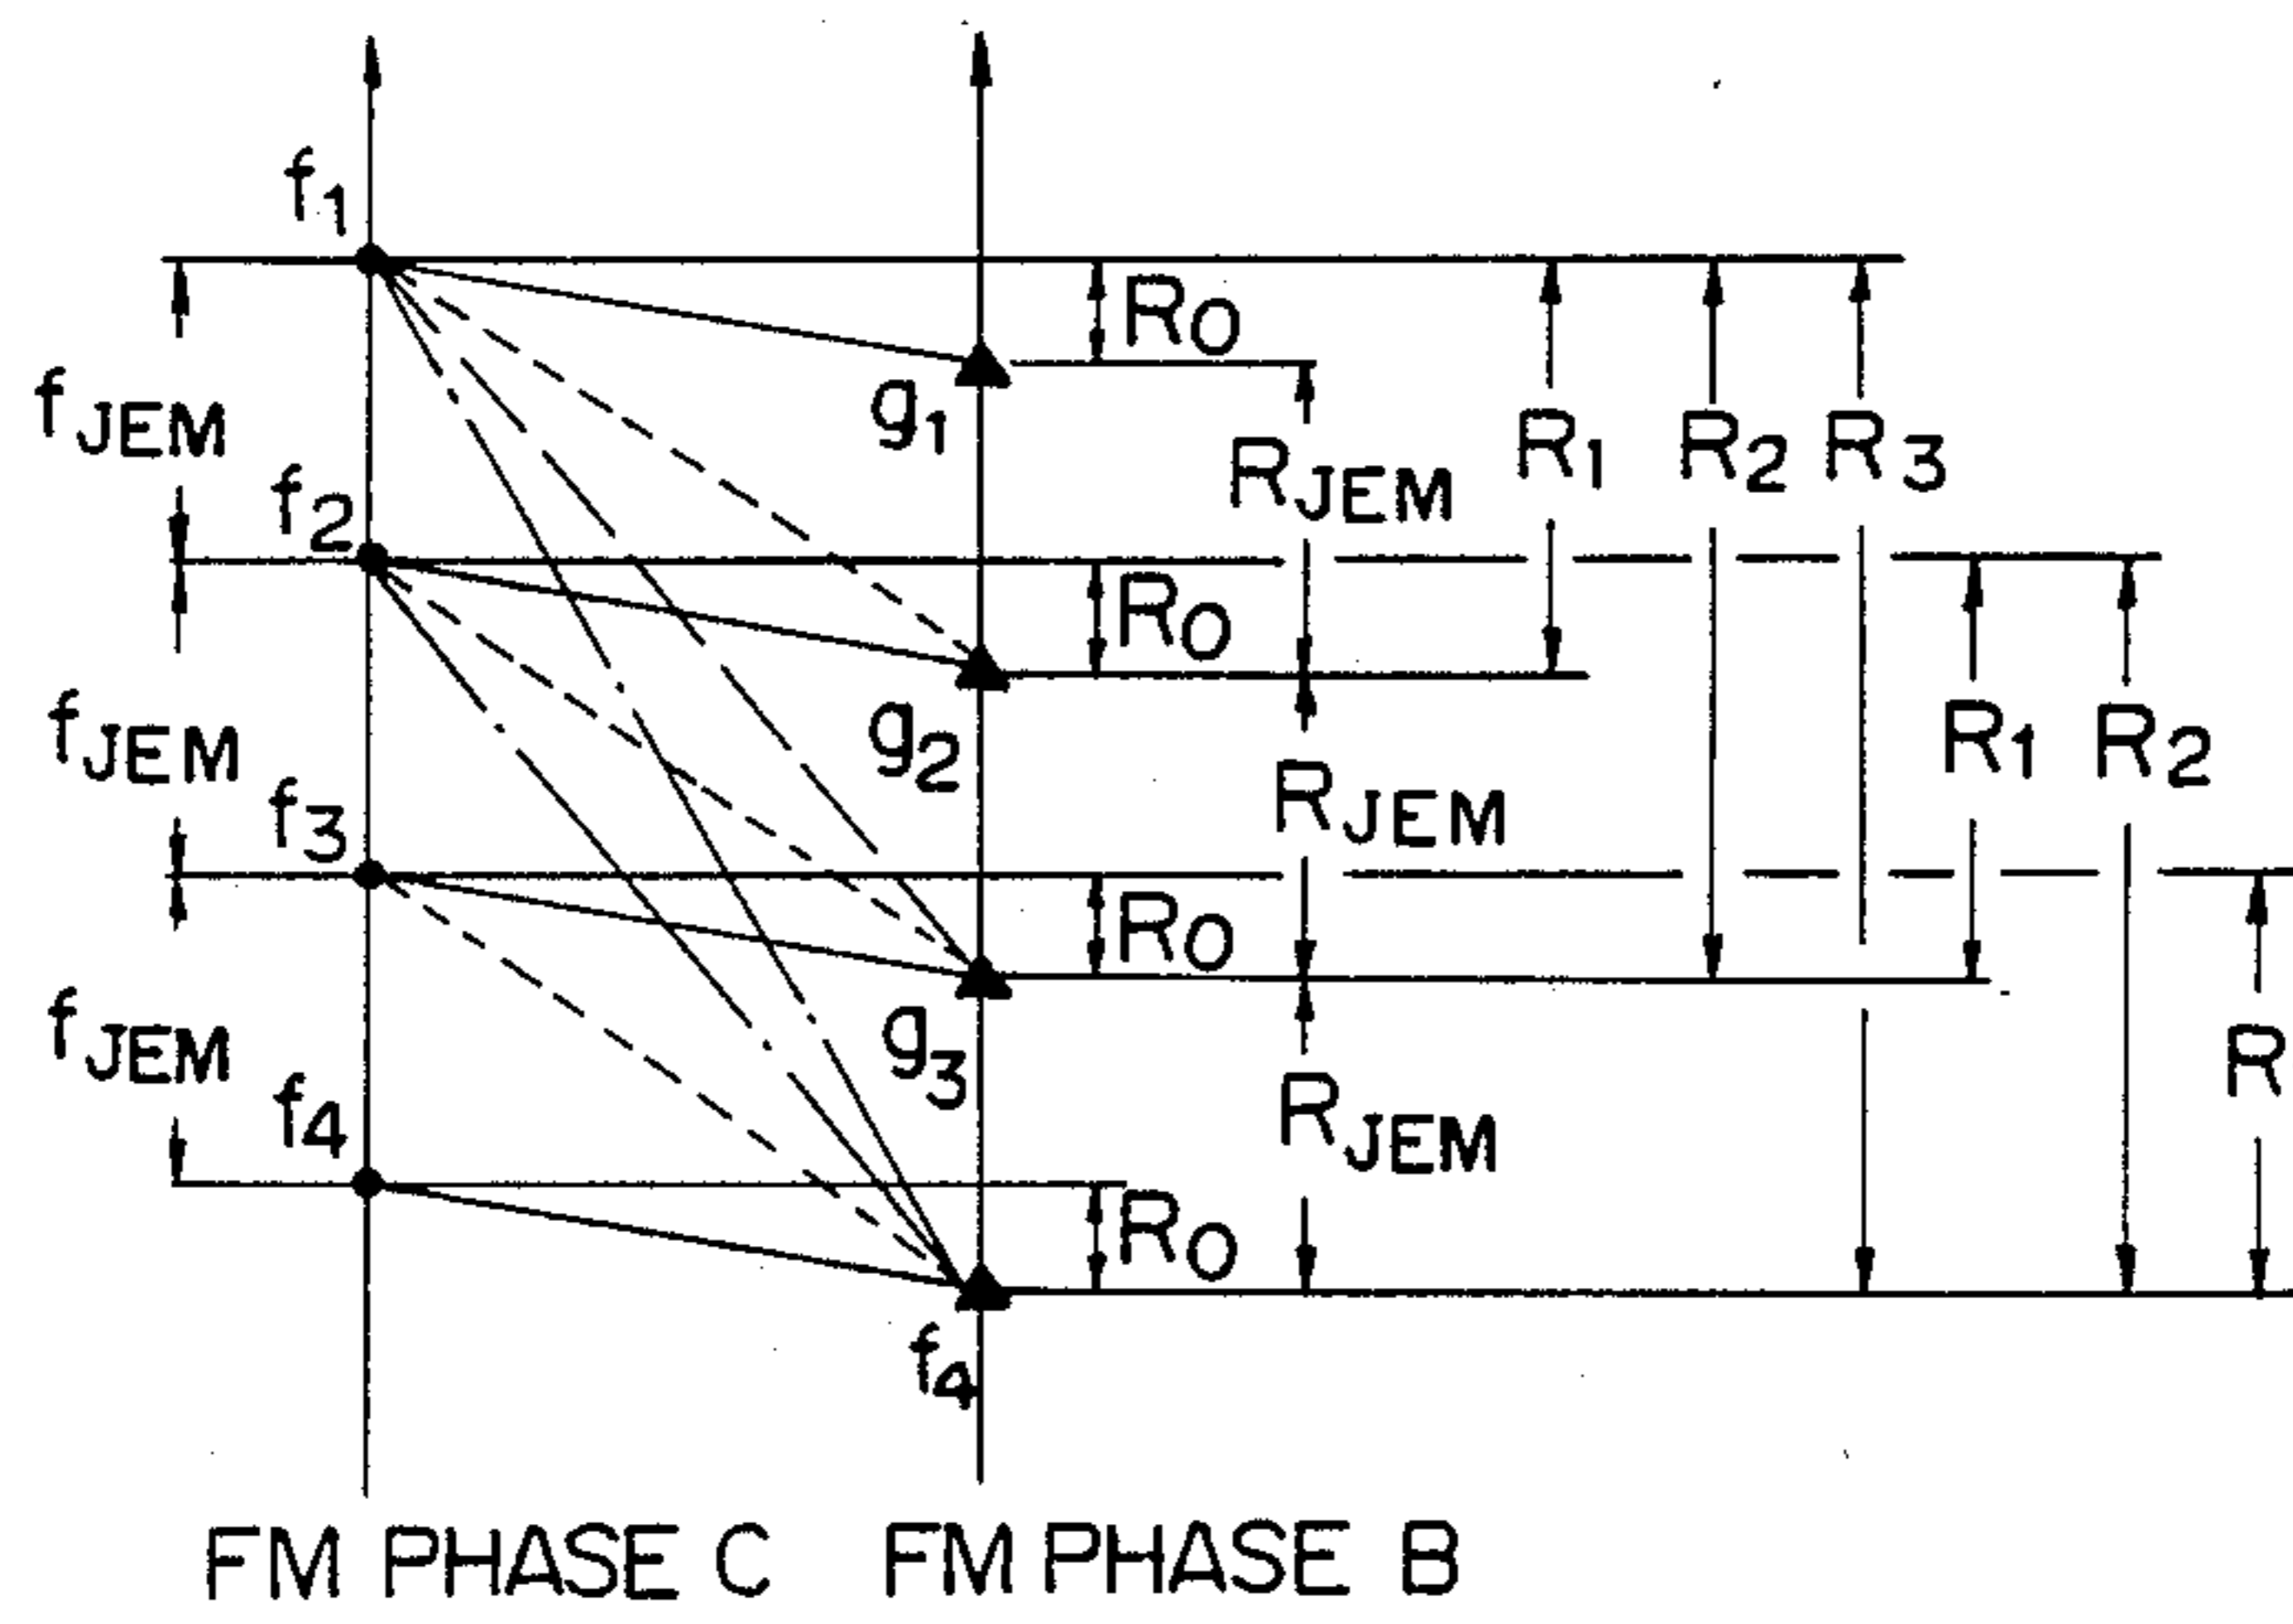 f1
R0
fJEM
g1
RJEM
R1
R2
R3
f2
R0
fJEM
g2
RJEM
R1
R2
f3
R0
fJEM
g3
RJEM
R
f4
R0
f4
FM PHASE C
FM PHASE B